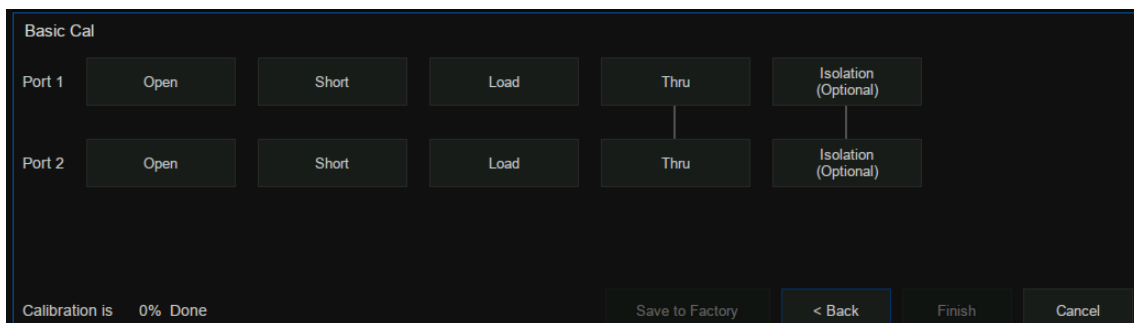 Basic Cal
Port 1 Open Short Load Thru Isolation
(Optional)
Port 2 Open Short Load Thru Isolation
(Optional)
Calibration is 0% Done Save to Factory < Back Finish Cancel